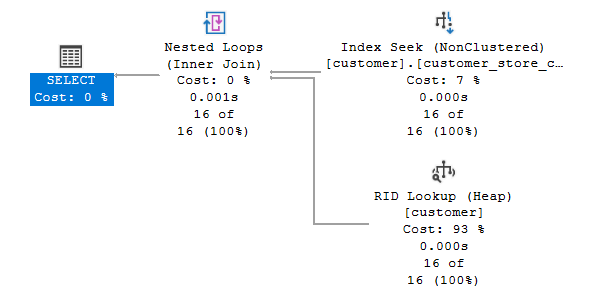 SELECT
Cost: 0 %
Nested Loops
(Inner Join)
Cost: 0 %
0.001s
16 of
16 (100%)
Index Seek (NonClustered)
[customer].[customer_store_c…
Cost: 7 %
0.000s
16 of
16 (100%)
RID Lookup (Heap)
[customer]
Cost: 93 %
0.000s
16 of
16 (100%)